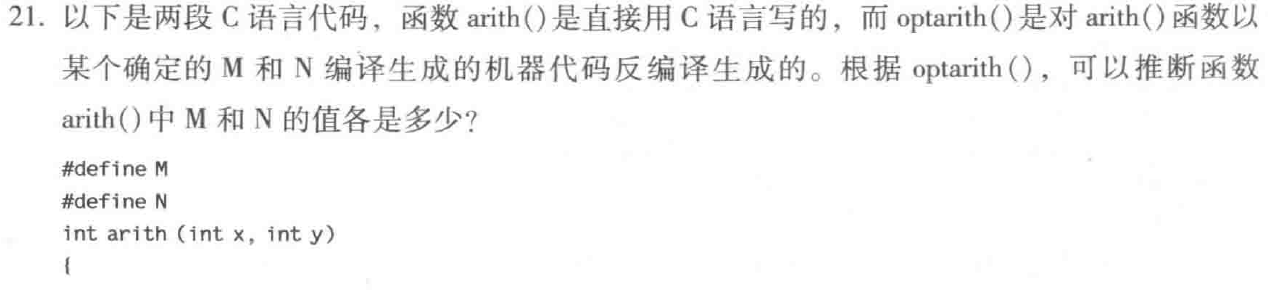 21. 以下是两段 C 语言代码，函数 arith()是直接用 C 语言写的，而 optarith()是对 arith()函数以
某个确定的 M 和 N 编译生成的机器代码反编译生成的。根据 optarith()，可以推断函数
arith()中 M 和 N 的值各是多少？
#define M
#define N
int arith (int x, int y)
{